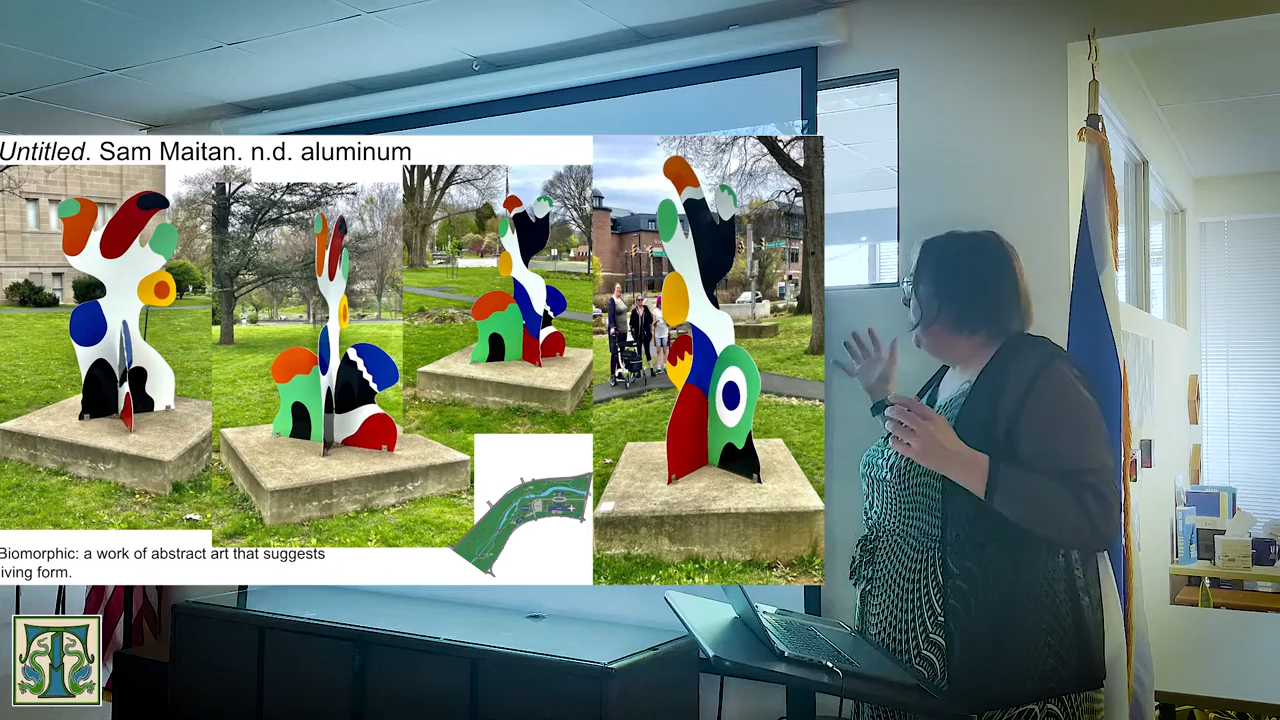 Untitled. Sam Maitan. n.d. aluminum
Biomorphic: a work of abstract art that suggests
iving form.
T